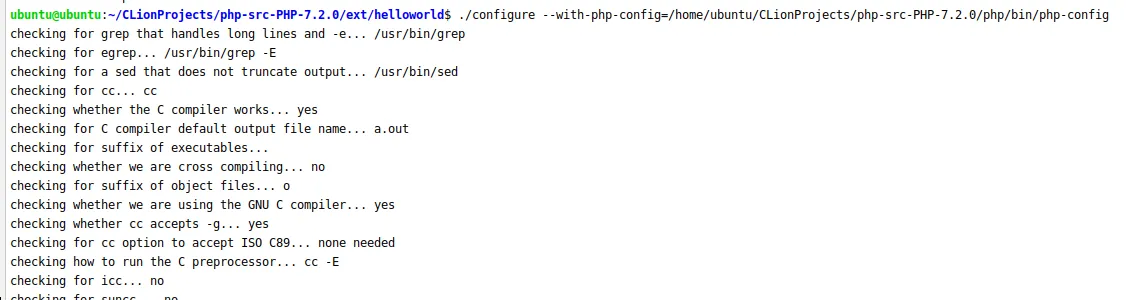 ubuntu@ubuntu:~/CLionProjects/php-src-PHP-7.2.0/ext/helloworld$ ./configure --with-php-config=/home/ubuntu/CLionProjects/php-src-PHP-7.2.0/php/bin/php-config
checking for grep that handles long lines and -e... /usr/bin/grep
checking for egrep... /usr/bin/grep -E
checking for a sed that does not truncate output... /usr/bin/sed
checking for cc... cc
checking whether the C compiler works... yes
checking for C compiler default output file name... a.out
checking for suffix of executables...
checking whether we are cross compiling... no
checking for suffix of object files... o
checking whether we are using the GNU C compiler... yes
checking whether cc accepts -g... yes
checking for cc option to accept ISO C89... none needed
checking how to run the C preprocessor... cc -E
checking for icc... no
checking for suncc... no